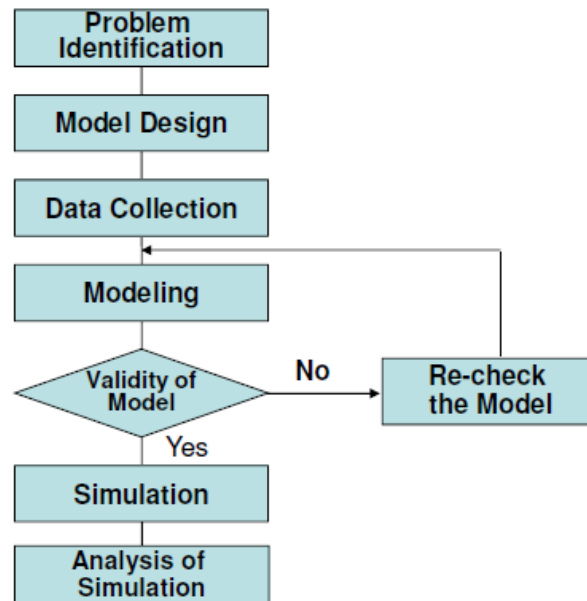 Problem
Identification
Model Design
Data Collection
Modeling
Validity of
Model
No
Re-check
the Model
Yes
Simulation
Analysis of
Simulation